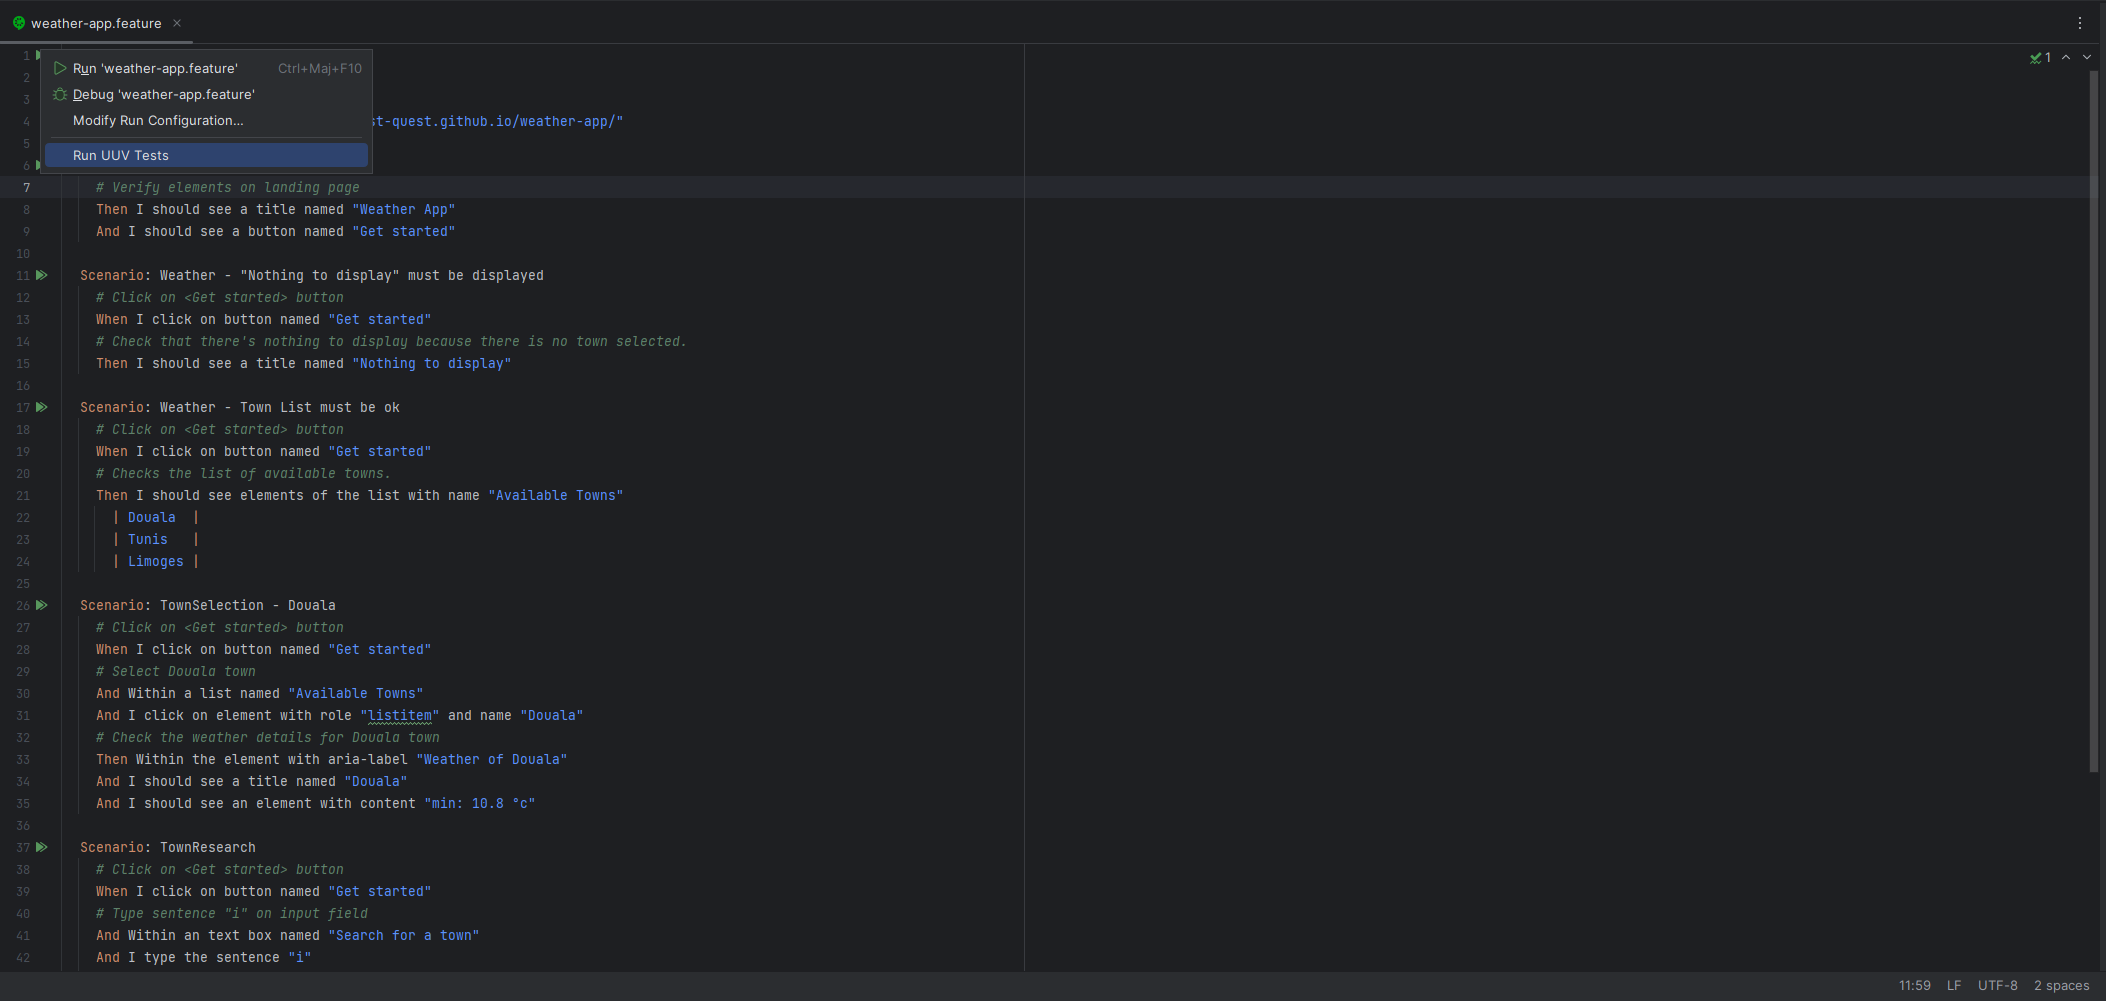 weather-app.feature
1
Run 'weather-app.feature' Ctrl+Maj+F10
1
2
Debug 'weather-app.feature'
3
Modify Run Configuration...
4 st-quest.github.io/weather-app/"
5
Run UUV Tests
6
7 # Verify elements on landing page
8 Then I should see a title named "Weather App"
9 And I should see a button named "Get started"
10
11 Scenario: Weather - "Nothing to display" must be displayed
12 # Click on <Get started> button
13 When I click on button named "Get started"
14 # Check that there's nothing to display because there is no town selected.
15 Then I should see a title named "Nothing to display"
16
17 Scenario: Weather - Town List must be ok
18 # Click on <Get started> button
19 When I click on button named "Get started"
20 # Checks the list of available towns.
21 Then I should see elements of the list with name "Available Towns"
22 | Douala |
23 | Tunis |
24 | Limoges |
25
26 Scenario: TownSelection - Douala
27 # Click on <Get started> button
28 When I click on button named "Get started"
29 # Select Douala town
30 And Within a list named "Available Towns"
31 And I click on element with role "listitem" and name "Douala"
32 # Check the weather details for Douala town
33 Then Within the element with aria-label "Weather of Douala"
34 And I should see a title named "Douala"
35 And I should see an element with content "min: 10.8 °c"
36
37 Scenario: TownResearch
38 # Click on <Get started> button
39 When I click on button named "Get started"
40 # Type sentence "i" on input field
41 And Within an text box named "Search for a town"
42 And I type the sentence "i"
11:59 LF UTF-8 2 spaces